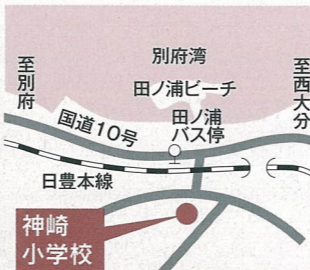 別府湾
至別府
至西大分
田ノ浦ビーチ
田ノ浦
バス停
国道10号
日豊本線
神崎
小学校